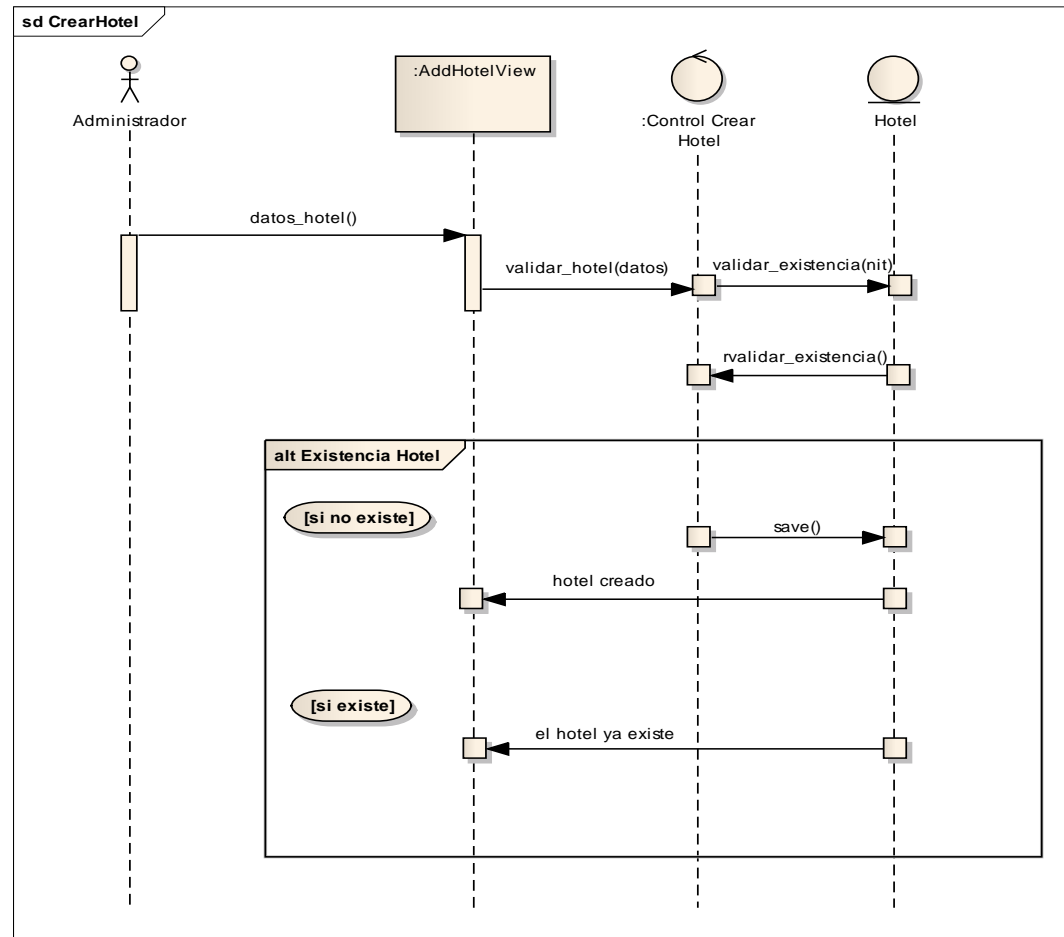 sd CrearHotel
:AddHotelView
Administrador
:Control Crear
Hotel
Hotel
datos_hotel()
validar_hotel(datos)
validar_existencia(nit)
rvalidar_existencia()
alt Existencia Hotel
[si no existe]
save()
hotel creado
[si existe]
el hotel ya existe